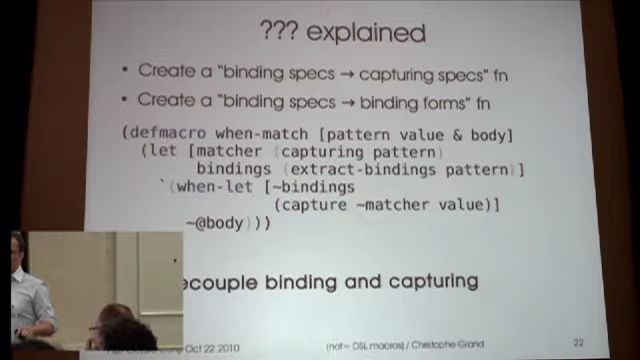 ??? explained
• Create a "binding specs → capturing specs" fn
• Create a "binding specs → binding forms" fn
(defmacro when-match [pattern value & body]
(let [matcher (capturing pattern)
bindings (extract-bindings pattern)]
`(when-let [~bindings
(capture ~matcher value)]
~@body)))
ecouple binding and capturing
Oct 22 2010
(not= DSL macros) / Christophe Grand
22